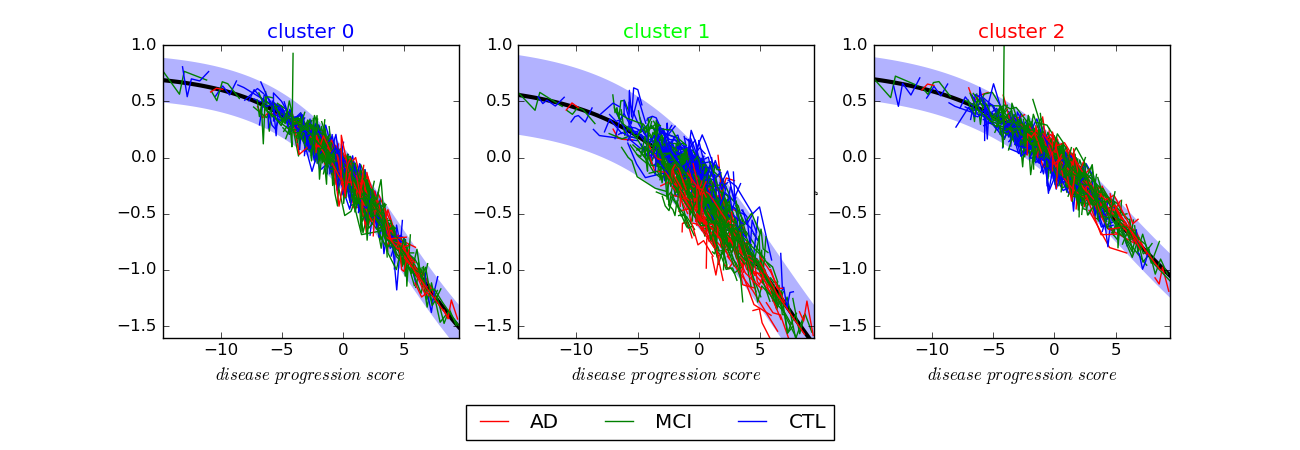 cluster 0 cluster 1 cluster 2
1.0 1.0 1.0
0.5 0.5 0.5
0.0 0.0 0.0
−0.5 −0.5 −0.5
−1.0 −1.0 −1.0
−1.5 −1.5 −1.5
−10 −5 0 5 −10 −5 0 5 −10 −5 0 5
disease progression score disease progression score disease progression score
AD MCI CTL